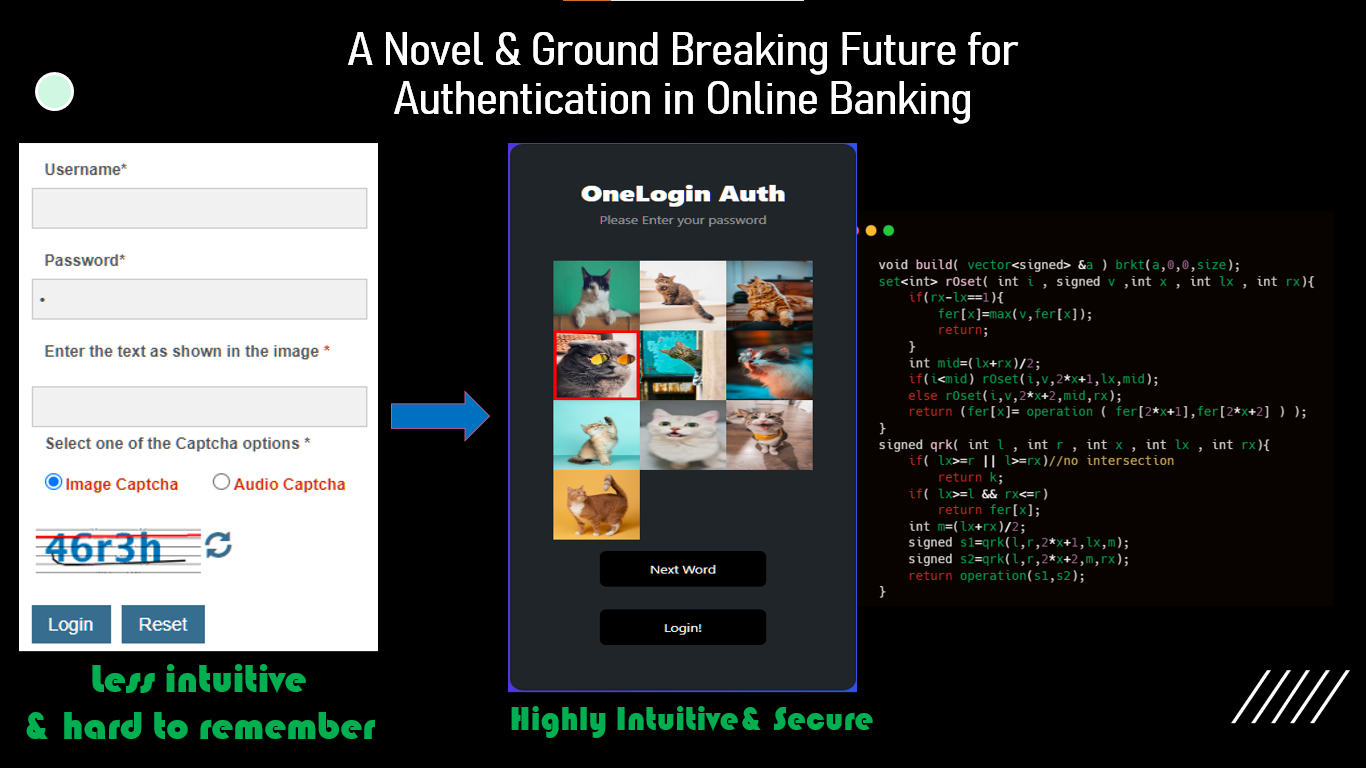 A Novel & Ground Breaking Future for
Authentication in Online Banking
Username*
Password*
Enter the text as shown in the image *
Select one of the Captcha options *
Image Captcha
Audio Captcha
46r3h
Login
Reset
Less intuitive
& hard to remember
OneLogin Auth
Please Enter your password
Next Word
Login!
Highly Intuitive & Secure
void build( vector<signed> &a ) brkt(a,0,0,size);
set<int> rOset( int i , signed v ,int x , int lx , int rx){
if(rx-lx==1){
fer[x]=max(v,fer[x]);
return;
}
int mid=(lx+rx)/2;
if(i<mid) rOset(i,v,2*x+1,lx,mid);
else rOset(i,v,2*x+2,mid,rx);
return (fer[x]= operation ( fer[2*x+1],fer[2*x+2] ) );
}
signed qrk( int l , int r , int x , int lx , int rx){
if( lx>=r || l>=rx)//no intersection
return k;
if( lx>=l && rx<=r)
return fer[x];
int m=(lx+rx)/2;
signed s1=qrk(l,r,2*x+1,lx,m);
signed s2=qrk(l,r,2*x+2,m,rx);
return operation(s1,s2);
}